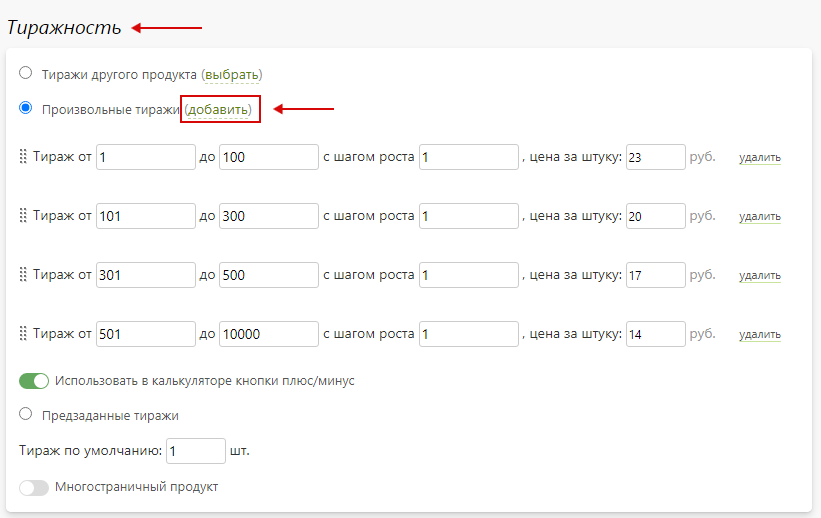 Тиражность
Тиражи другого продукта (выбрать)
Произвольные тиражи (добавить)
Тираж от 1 до 100 с шагом роста 1 , цена за штуку: 23 руб. удалить
Тираж от 101 до 300 с шагом роста 1 , цена за штуку: 20 руб. удалить
Тираж от 301 до 500 с шагом роста 1 , цена за штуку: 17 руб. удалить
Тираж от 501 до 10000 с шагом роста 1 , цена за штуку: 14 руб. удалить
Использовать в калькуляторе кнопки плюс/минус
Предзаданные тиражи
Тираж по умолчанию: 1 шт.
Многостраничный продукт